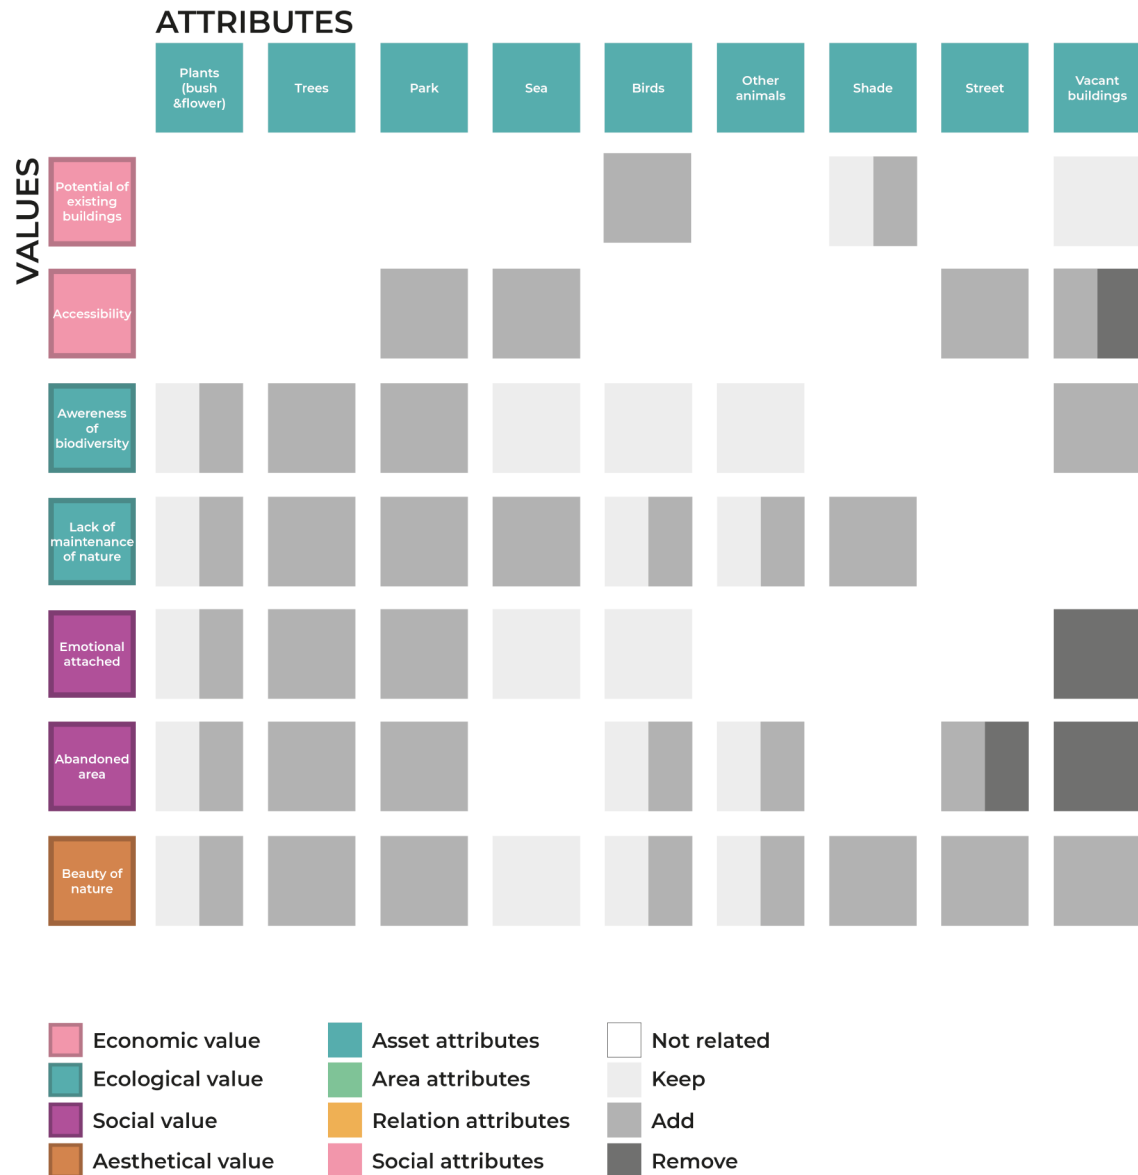 ATTRIBUTES
Plants
(bush
&flower)
Trees
Park
Sea
Birds
Other
animals
Shade
Street
Vacant
buildings
VALUES
Potential of
existing
buildings
Accessibility
Awereness
of
biodiversity
Lack of
maintenance
of nature
Emotional
attached
Abandoned
area
Beauty of
nature
Economic value
Ecological value
Social value
Aesthetical value
Asset attributes
Area attributes
Relation attributes
Social attributes
Not related
Keep
Add
Remove